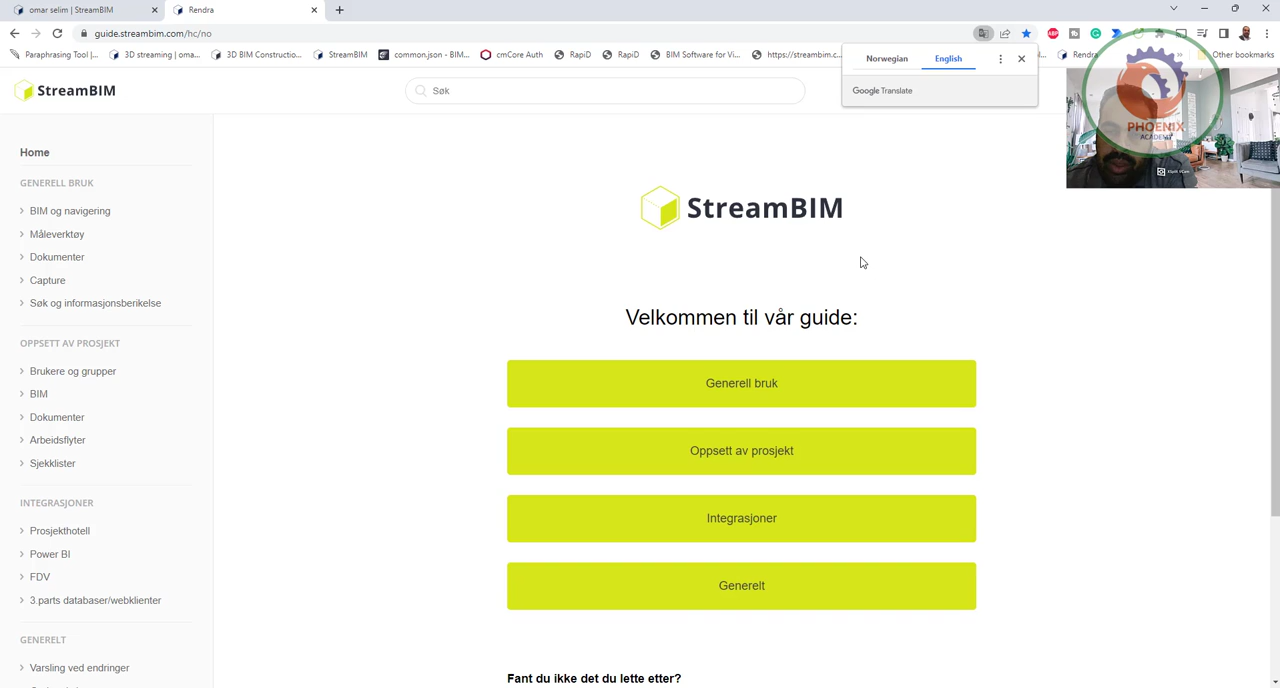 omar selim | StreamBIM
Rendra
guide.streambim.com/hc/no
Paraphrasing Tool |...
3D streaming | oma...
3D BIM Constructio...
StreamBIM
common.json - BIM...
cmCore Auth
RapiD
RapiD
BIM Software for Vi...
https://streambim.c...
Rendra
Other bookmarks
Norwegian
English
Google Translate
StreamBIM
Søk
PHOENIX
ACADEMY
Home
GENERELL BRUK
BIM og navigering
Måleverktøy
Dokumenter
Capture
Søk og informasjonsberikelse
OPPSETT AV PROSJEKT
Brukere og grupper
BIM
Dokumenter
Arbeidsflyter
Sjekklister
INTEGRASJONER
Prosjekthotell
Power BI
FDV
3.parts databaser/webklienter
GENERELT
Varsling ved endringer
StreamBIM
Velkommen til vår guide:
Generell bruk
Oppsett av prosjekt
Integrasjoner
Generelt
Fant du ikke det du lette etter?